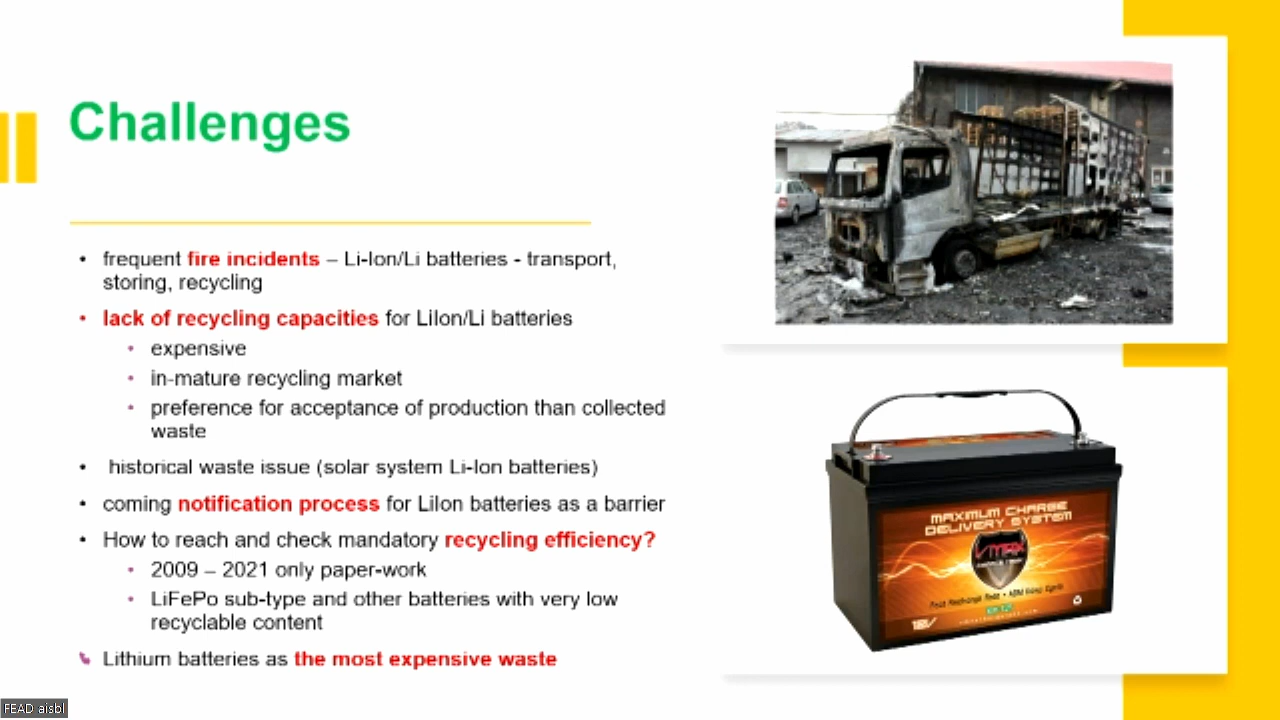 Challenges
• frequent fire incidents – Li-Ion/Li batteries - transport,
storing, recycling
• lack of recycling capacities for LiIon/Li batteries
• expensive
• in-mature recycling market
• preference for acceptance of production than collected
waste
• historical waste issue (solar system Li-Ion batteries)
• coming notification process for LiIon batteries as a barrier
• How to reach and check mandatory recycling efficiency?
• 2009 – 2021 only paper-work
• LiFePo sub-type and other batteries with very low
recyclable content
Lithium batteries as the most expensive waste
MAXIMUM CHARGE
DELIVERY SYSTEM
VMAX
12V
FEAD aisbl